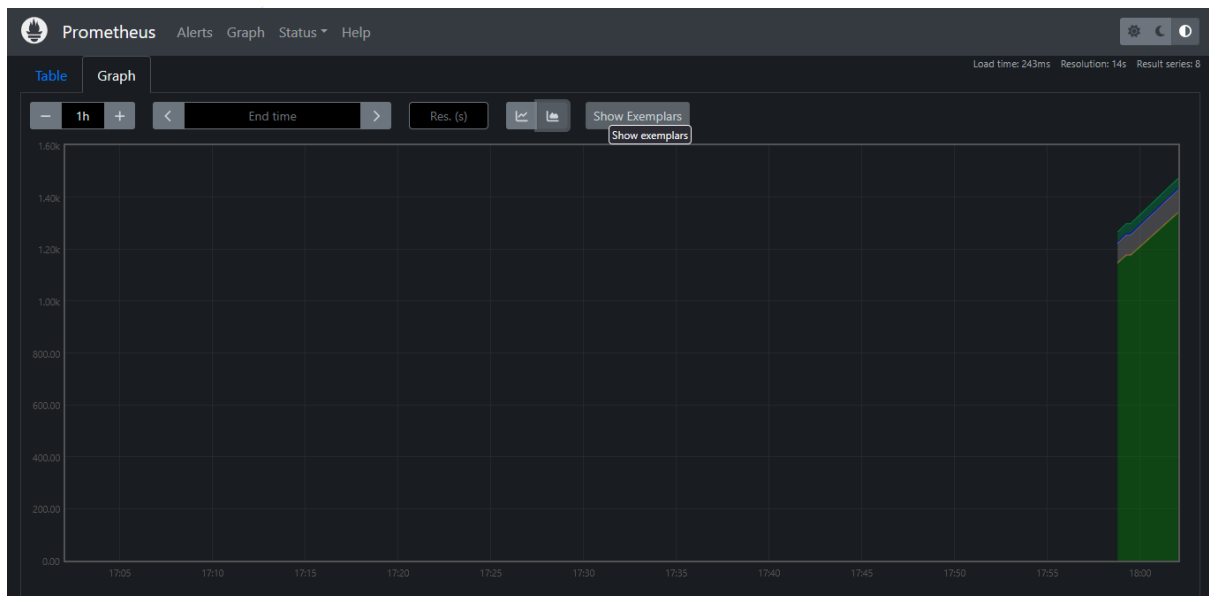 Prometheus Alerts Graph Status Help
Table Graph
Load time: 243ms Resolution: 14s Result series: 8
− 1h + < End time > Res. (s) Show Exemplars
Show exemplars
1.60k
1.40k
1.20k
1.00k
800.00
600.00
400.00
200.00
0.00
17:05 17:10 17:15 17:20 17:25 17:30 17:35 17:40 17:45 17:50 17:55 18:00